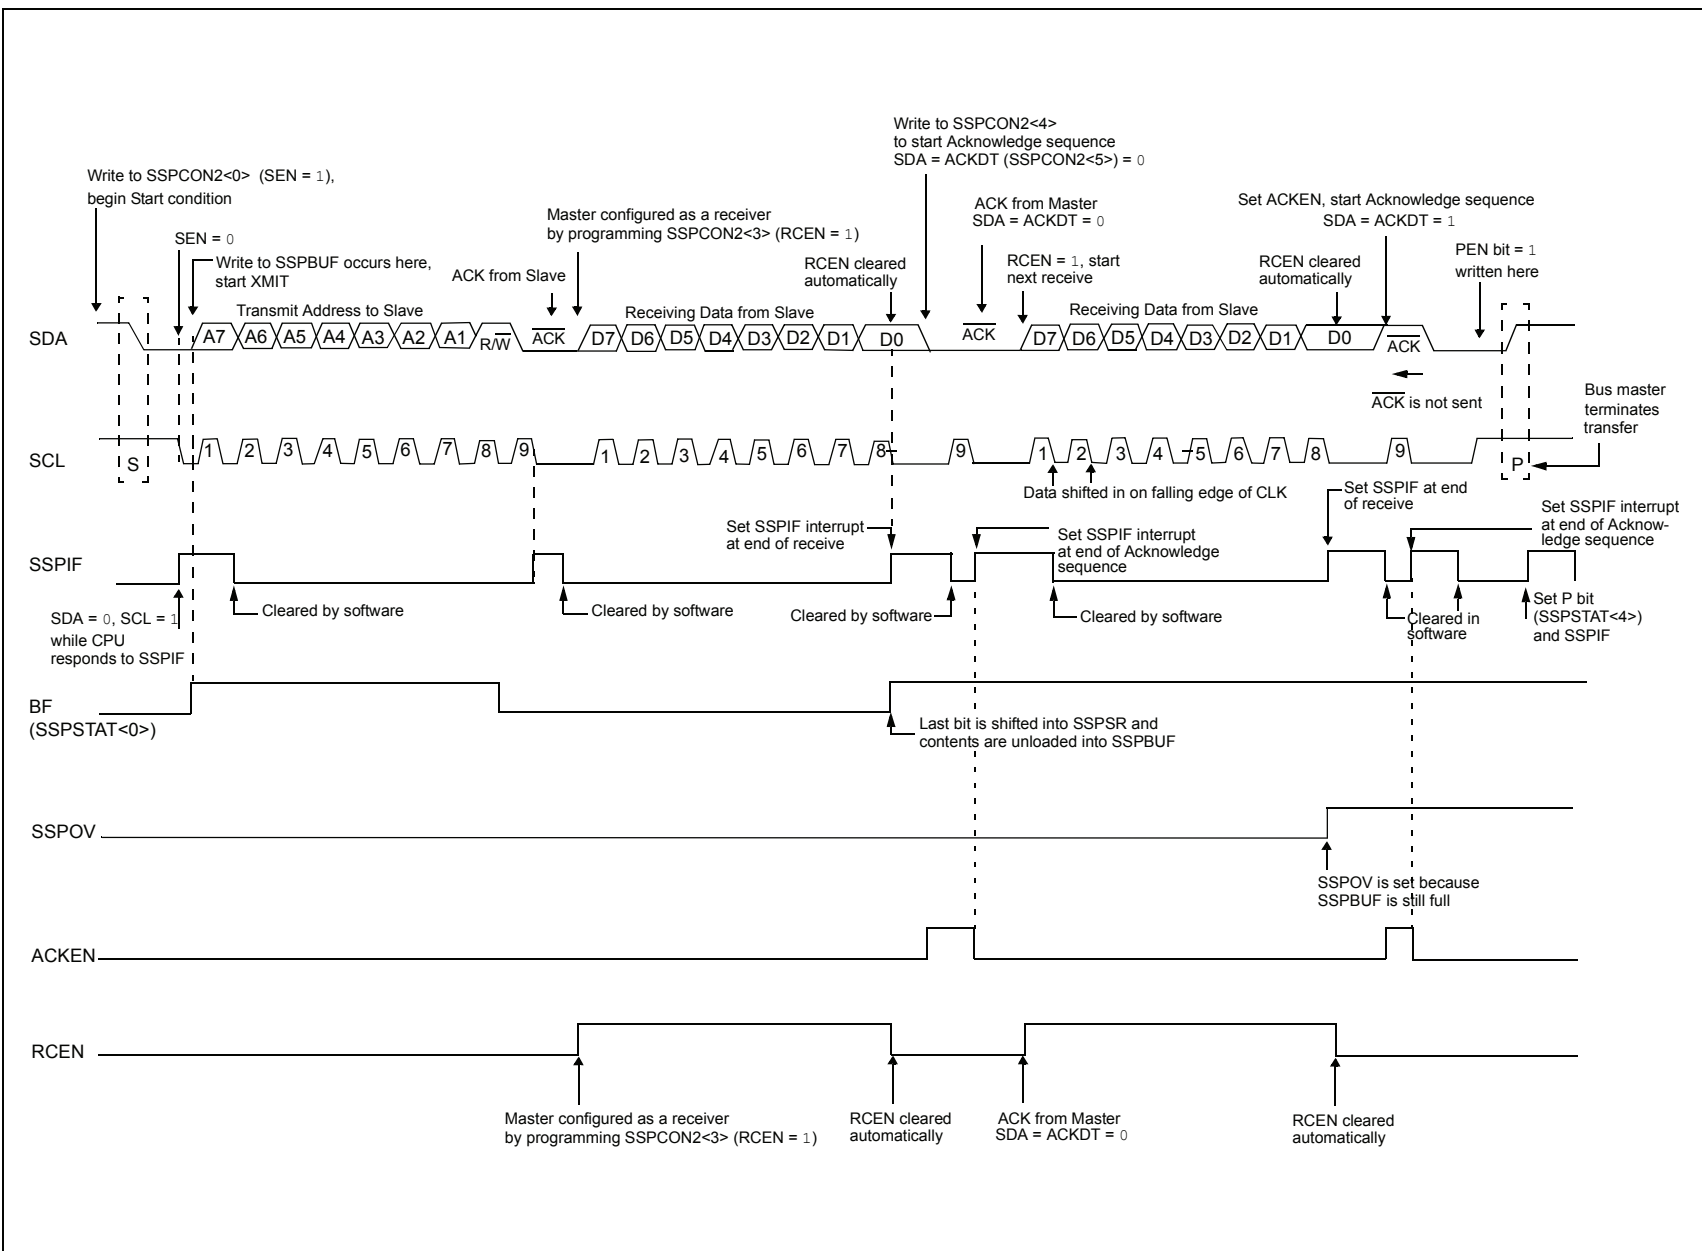 Write to SSPCON2<4>
to start Acknowledge sequence
SDA = ACKDT (SSPCON2<5>) = 0
Write to SSPCON2<0> (SEN = 1),
begin Start condition
ACK from Master
SDA = ACKDT = 0
Set ACKEN, start Acknowledge sequence
SDA = ACKDT = 1
Master configured as a receiver
by programming SSPCON2<3> (RCEN = 1)
SEN = 0
PEN bit = 1
written here
Write to SSPBUF occurs here,
start XMIT
ACK from Slave
RCEN cleared
automatically
RCEN = 1, start
next receive
RCEN cleared
automatically
Transmit Address to Slave
Receiving Data from Slave
Receiving Data from Slave
SDA
A7 A6 A5 A4 A3 A2 A1 R/W ACK D7 D6 D5 D4 D3 D2 D1 D0 ACK D7 D6 D5 D4 D3 D2 D1 D0 ACK
ACK is not sent
Bus master
terminates
transfer
SCL
S 1 2 3 4 5 6 7 8 9 1 2 3 4 5 6 7 8 9 1 2 3 4 5 6 7 8 9 P
Data shifted in on falling edge of CLK
Set SSPIF at end
of receive
Set SSPIF interrupt
at end of receive
Set SSPIF interrupt
at end of Acknowledge
sequence
Set SSPIF interrupt
at end of Acknow-
ledge sequence
SSPIF
Cleared by software
Cleared by software
Cleared by software
Cleared by software
Cleared in
software
Set P bit
(SSPSTAT<4>)
and SSPIF
SDA = 0, SCL = 1
while CPU
responds to SSPIF
BF
(SSPSTAT<0>)
Last bit is shifted into SSPSR and
contents are unloaded into SSPBUF
SSPOV
SSPOV is set because
SSPBUF is still full
ACKEN
RCEN
Master configured as a receiver
by programming SSPCON2<3> (RCEN = 1)
RCEN cleared
automatically
ACK from Master
SDA = ACKDT = 0
RCEN cleared
automatically